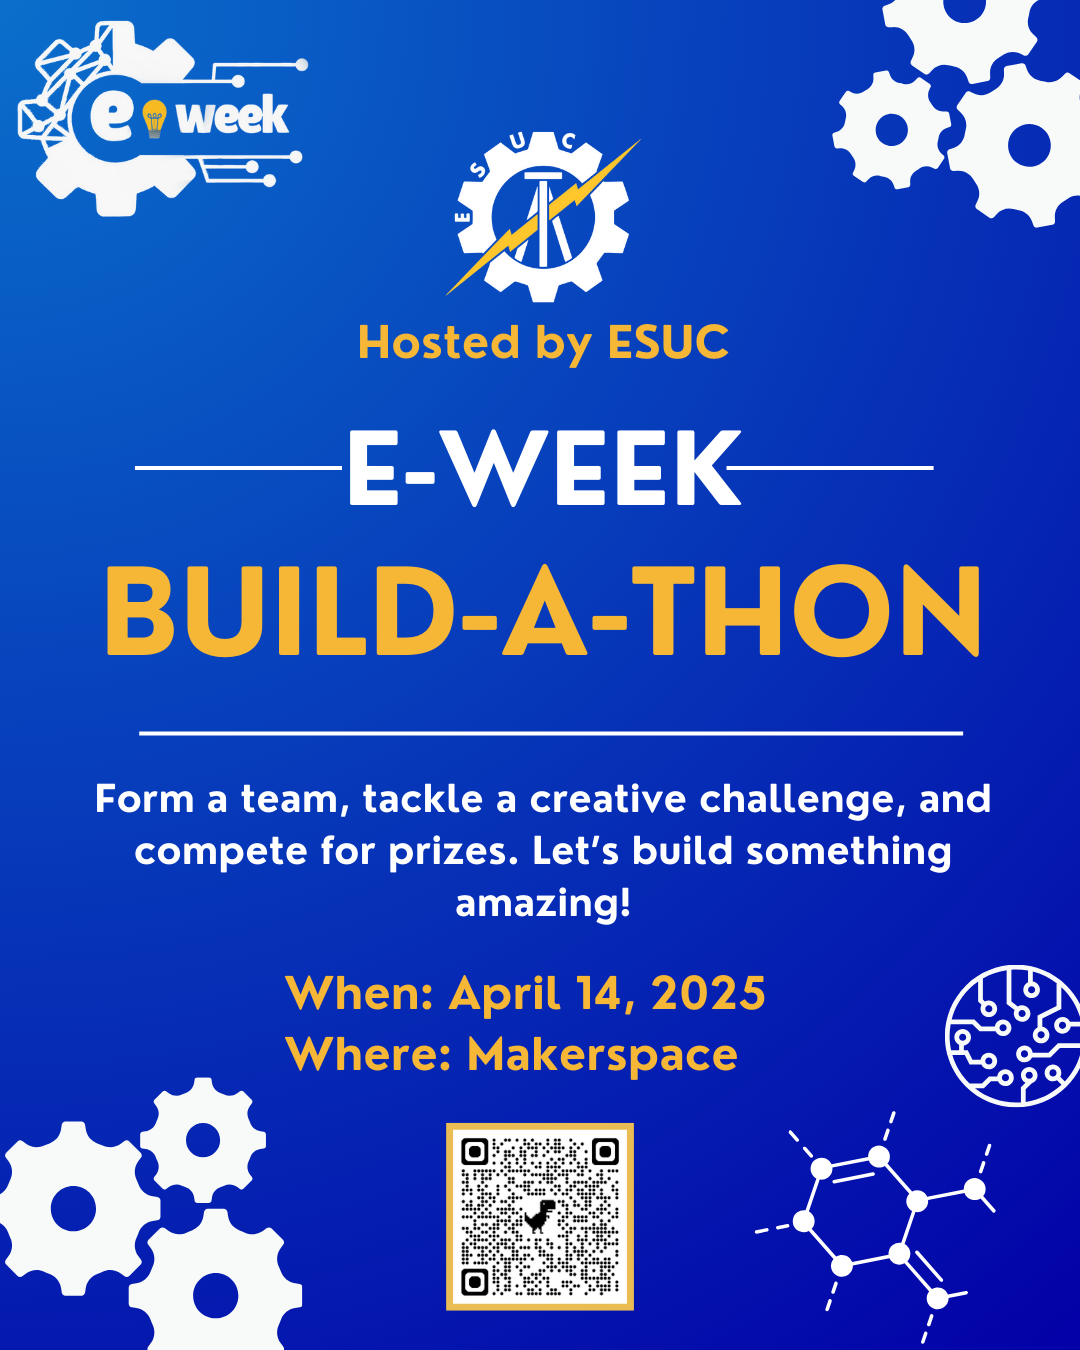 e week
ESUC
Hosted by ESUC
E-WEEK
BUILD-A-THON
Form a team, tackle a creative challenge, and
compete for prizes. Let's build something
amazing!
When: April 14, 2025
Where: Makerspace